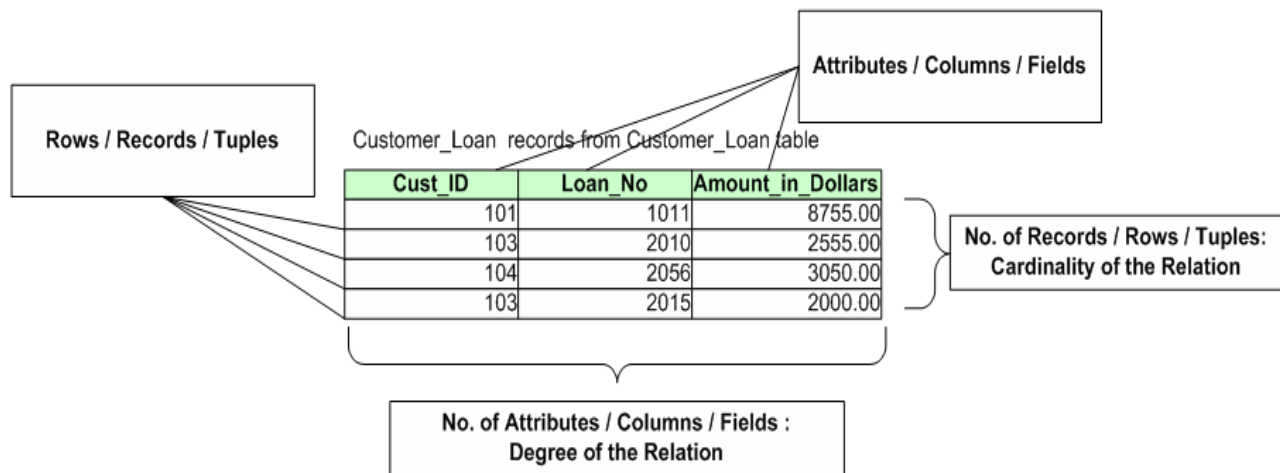 Attributes / Columns / Fields
Rows / Records / Tuples
Customer_Loan records from Customer_Loan table
Cust_ID Loan_No Amount_in_Dollars
101 1011 8755.00
103 2010 2555.00
104 2056 3050.00
103 2015 2000.00
No. of Records / Rows / Tuples:
Cardinality of the Relation
No. of Attributes / Columns / Fields :
Degree of the Relation